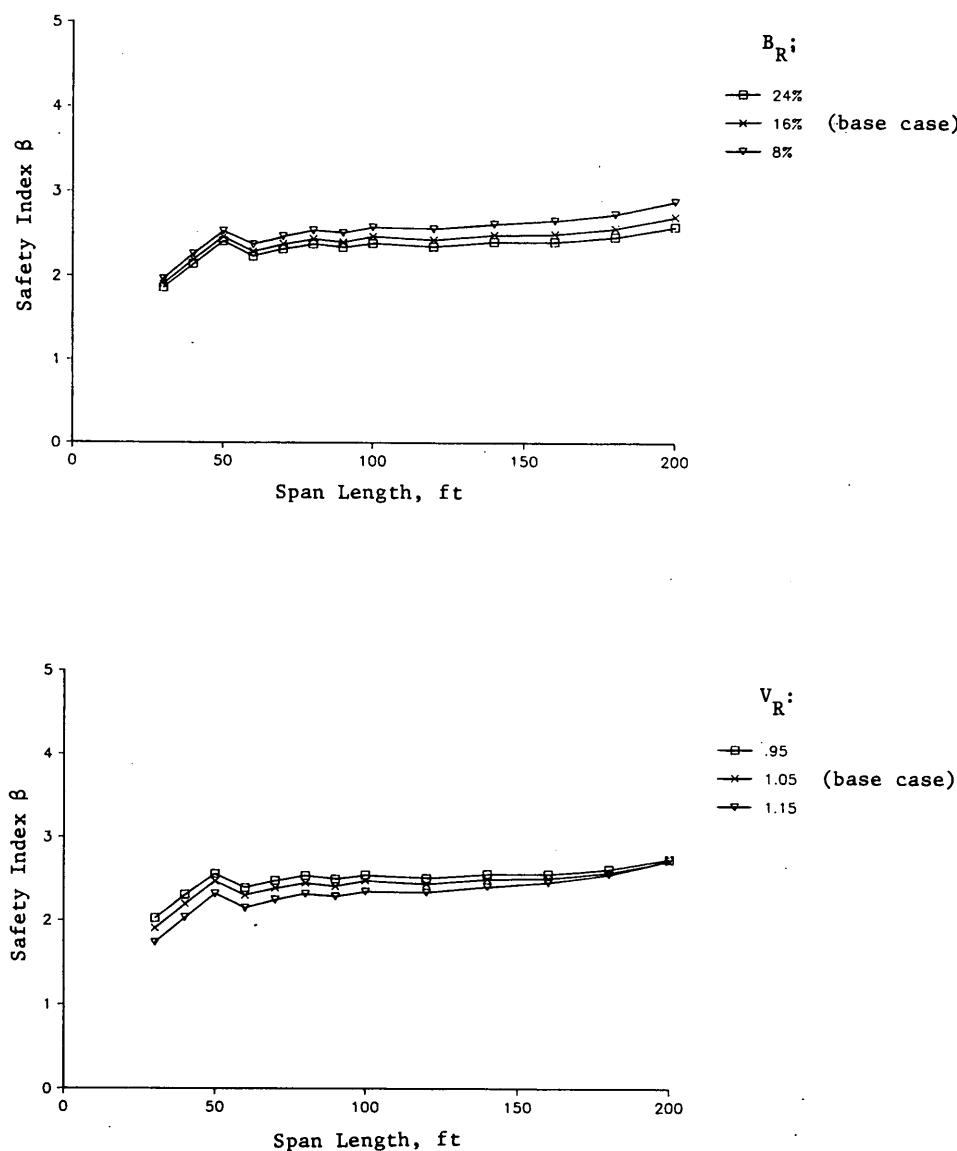 5
4
3
2
1
0
Safety Index β
0 50 100 150 200
Span Length, ft
B_R;
24%
16% (base case)
8%
5
4
3
2
1
0
Safety Index β
0 50 100 150 200
Span Length, ft
V_R:
.95
1.05 (base case)
1.15